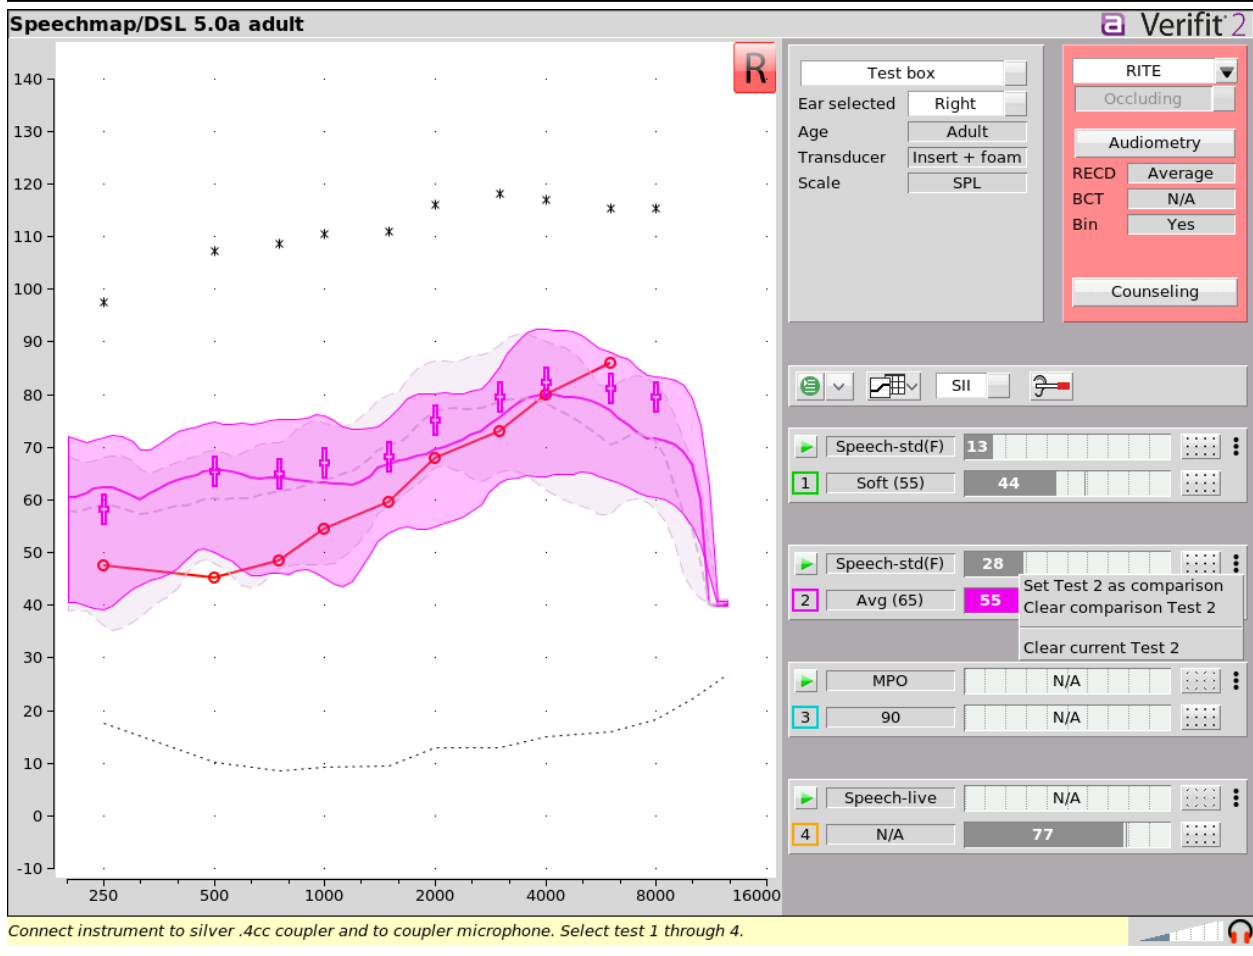 Speechmap/DSL 5.0a adult
a Verifit 2
R
140
130
120
110
100
90
80
70
60
50
40
30
20
10
0
-10
250 500 1000 2000 4000 8000 16000
Test box
Ear selected Right
Age Adult
Transducer Insert + foam
Scale SPL
RITE
Occluding
Audiometry
RECD Average
BCT N/A
Bin Yes
Counseling
SII
Speech-std(F) 13
1 Soft (55) 44
Speech-std(F) 28
2 Avg (65) 55
Set Test 2 as comparison
Clear comparison Test 2
Clear current Test 2
MPO N/A
3 90 N/A
Speech-live N/A
4 N/A 77
Connect instrument to silver .4cc coupler and to coupler microphone. Select test 1 through 4.